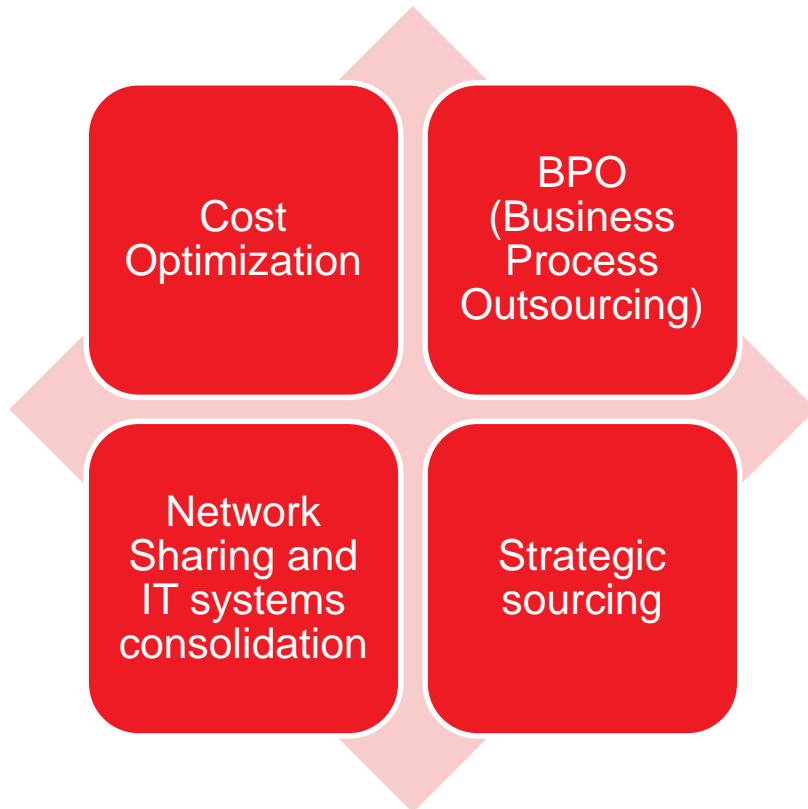 Cost
Optimization
BPO
(Business
Process
Outsourcing)
Network
Sharing and
IT systems
consolidation
Strategic
sourcing